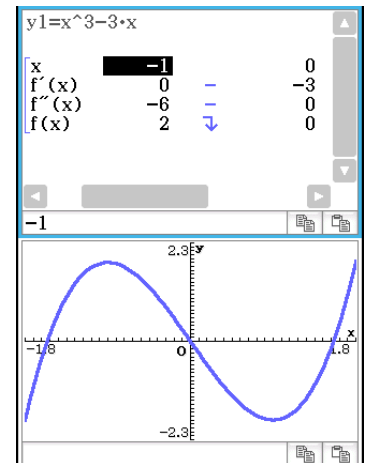 y1=x^3−3•x
x −1 0
f′(x) 0 − −3
f″(x) −6 − 0
f(x) 2 0
−1
2.3 y
−1.8 0 1.8 x
−2.3